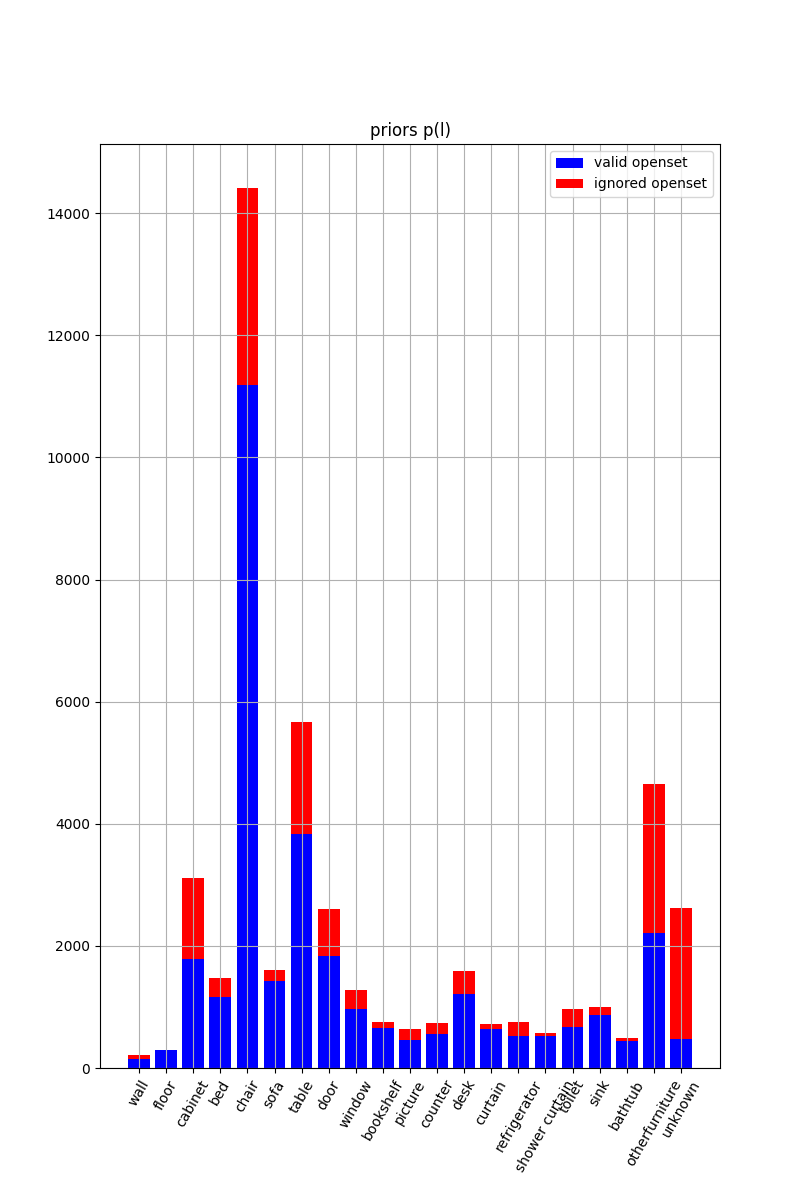 priors p(l)
valid openset
ignored openset
14000
12000
10000
8000
6000
4000
2000
0
wall
floor
cabinet
bed
chair
sofa
table
door
window
bookshelf
picture
counter
desk
curtain
refrigerator
shower curtain
toilet
sink
bathtub
otherfurniture
unknown